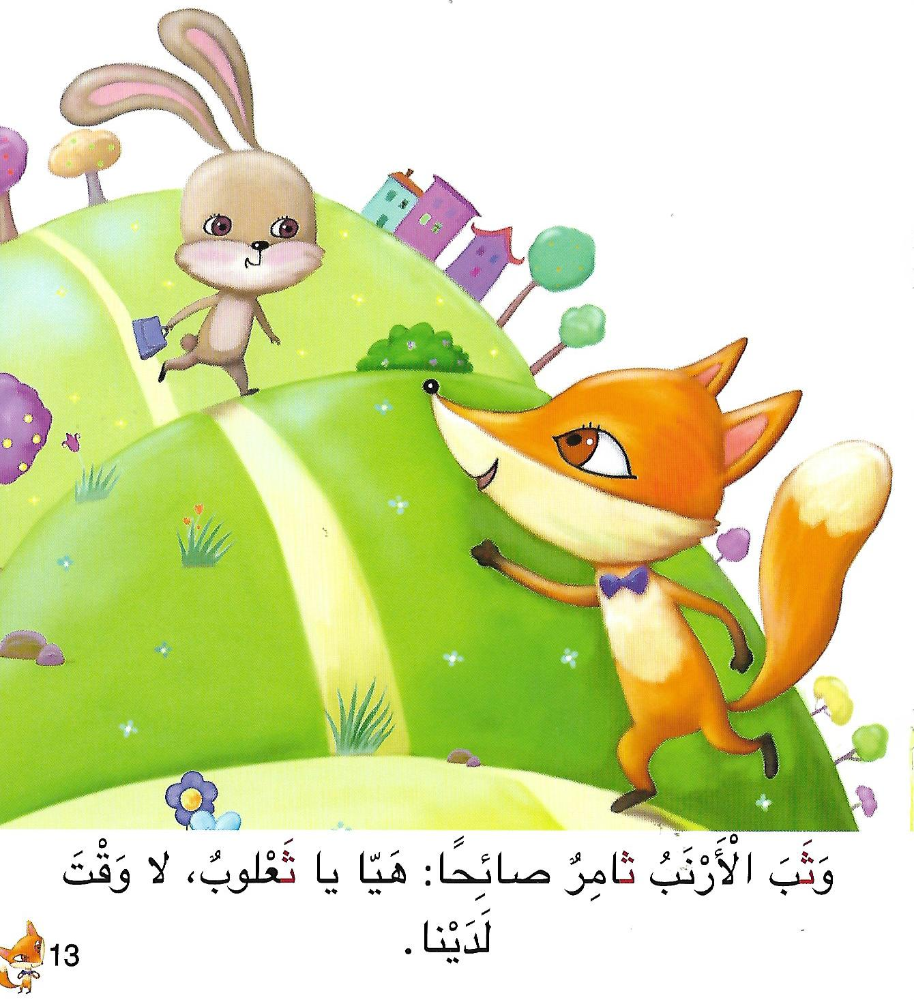 وَثَبَ الْأَرْنَبُ ثامِرٌ صائِحًا: هَيّا يا ثَعْلوبٌ، لا وَقْتَ
لَدَيْنا.
13